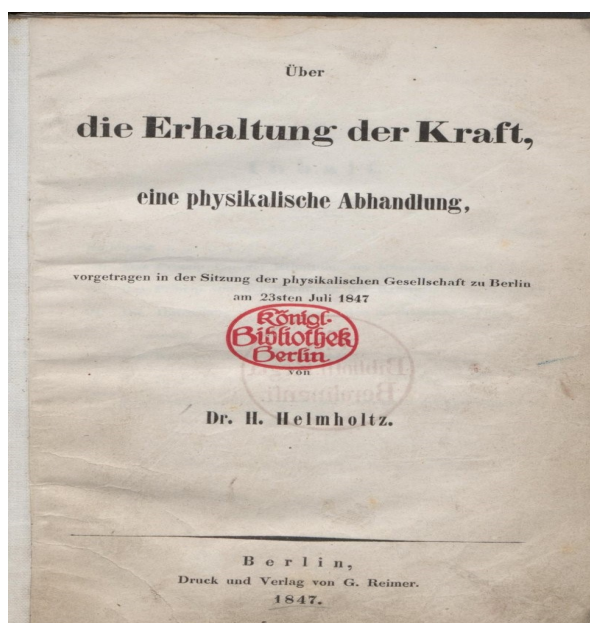 Über
die Erhaltung der Kraft,
eine physikalische Abhandlung,
vorgetragen in der Sitzung der physikalischen Gesellschaft zu Berlin
am 23sten Juli 1847
Königl.
Bibliothek
Berlin
von
Dr. H. Helmholtz.
Berlin,
Druck und Verlag von G. Reimer.
1847.